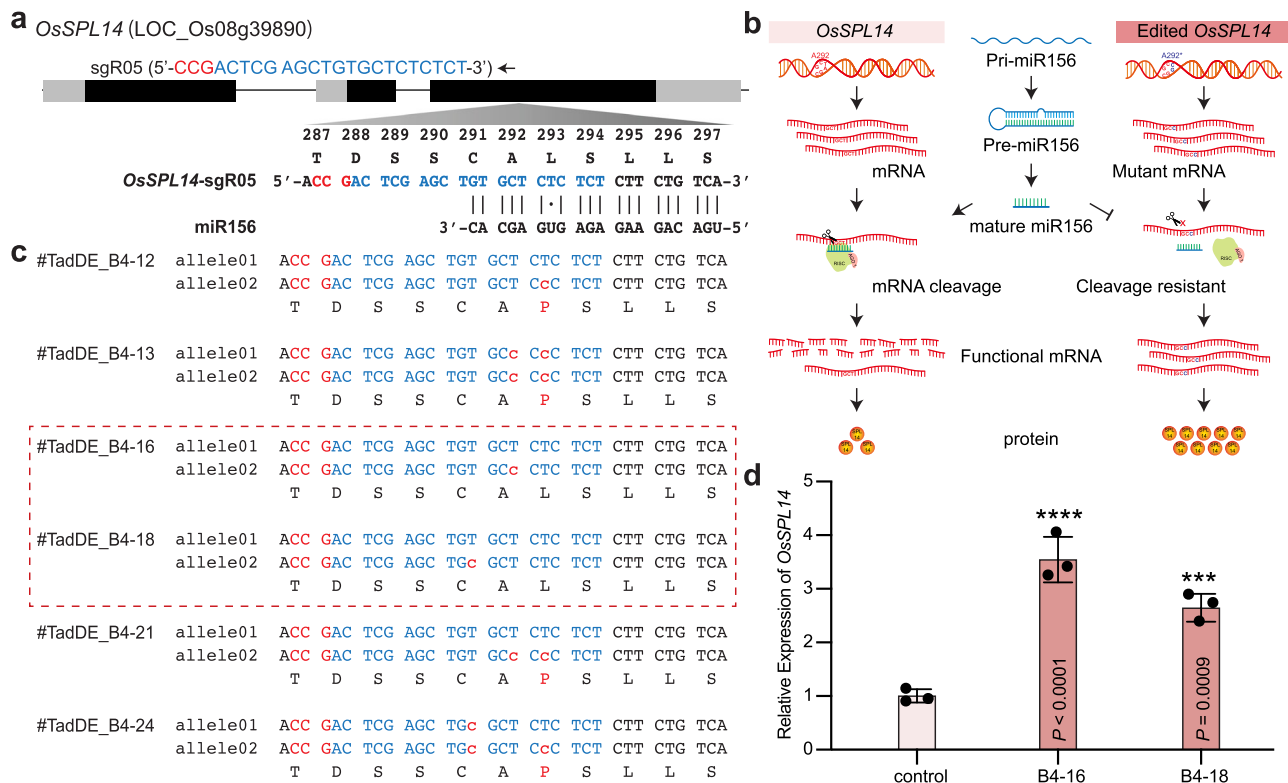 a
OsSPL14 (LOC_Os08g39890)
sgR05 (5'-CCGACTCG AGCTGTGCTCTCTCT-3')
287 288 289 290 291 292 293 294 295 296 297
T D S S C A L S L L S
OsSPL14-sgR05 5'-ACC GAC TCG AGC TGT GCT CTC TCT CTT CTG TCA-3'
miR156 3'-CA CGA GUG AGA GAA GAC AGU-5'
b
OsSPL14
Edited OsSPL14
A292
Pri-miR156
A292*
Pre-miR156
mRNA
Mutant mRNA
mature miR156
RISC
RISC
mRNA cleavage
Cleavage resistant
Functional mRNA
protein
SPL 14
c
#TadDE_B4-12 allele01 ACC GAC TCG AGC TGT GCT CTC TCT CTT CTG TCA
allele02 ACC GAC TCG AGC TGT GCT CcC TCT CTT CTG TCA
T D S S C A P S L L S
#TadDE_B4-13 allele01 ACC GAC TCG AGC TGT GCc CcC TCT CTT CTG TCA
allele02 ACC GAC TCG AGC TGT GCc CcC TCT CTT CTG TCA
T D S S C A P S L L S
#TadDE_B4-16 allele01 ACC GAC TCG AGC TGT GCT CTC TCT CTT CTG TCA
allele02 ACC GAC TCG AGC TGT GCc CTC TCT CTT CTG TCA
T D S S C A L S L L S
#TadDE_B4-18 allele01 ACC GAC TCG AGC TGT GCT CTC TCT CTT CTG TCA
allele02 ACC GAC TCG AGC TGc GCT CTC TCT CTT CTG TCA
T D S S C A L S L L S
#TadDE_B4-21 allele01 ACC GAC TCG AGC TGT GCT CTC TCT CTT CTG TCA
allele02 ACC GAC TCG AGC TGT GCc CcC TCT CTT CTG TCA
T D S S C A P S L L S
#TadDE_B4-24 allele01 ACC GAC TCG AGC TGc GCT CTC TCT CTT CTG TCA
allele02 ACC GAC TCG AGC TGc GCT CcC TCT CTT CTG TCA
T D S S C A P S L L S
d
Relative Expression of OsSPL14
5
4
3
2
1
0
****
***
P < 0.0001
P = 0.0009
control B4-16 B4-18